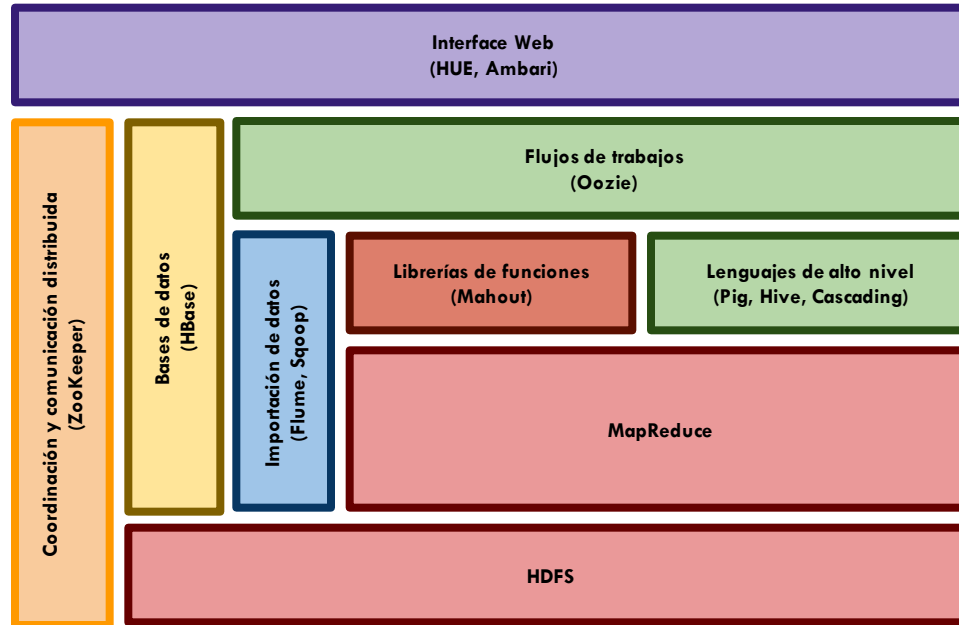 Interface Web
(HUE, Ambari)
Coordinación y comunicación distribuida
(ZooKeeper)
Bases de datos
(HBase)
Flujos de trabajos
(Oozie)
Importación de datos
(Flume, Sqoop)
Librerías de funciones
(Mahout)
Lenguajes de alto nivel
(Pig, Hive, Cascading)
MapReduce
HDFS